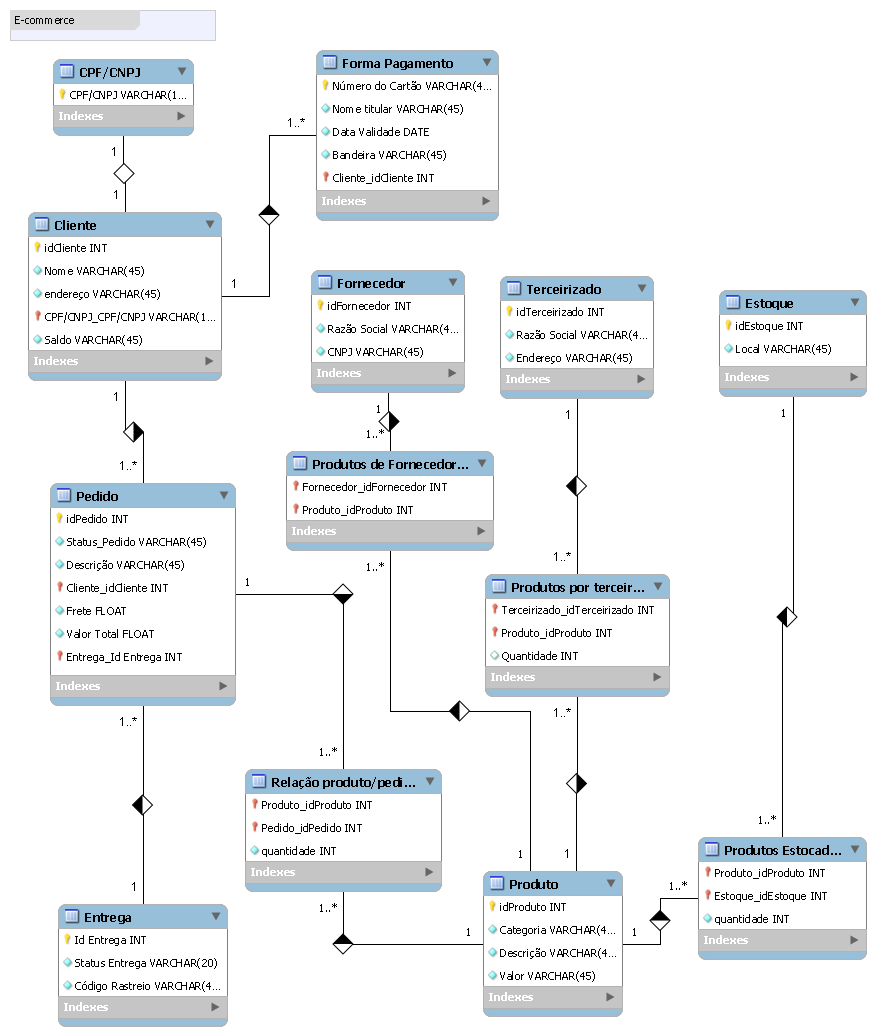 E-commerce
CPF/CNPJ
CPF/CNPJ VARCHAR(1...
Indexes
1
1
Forma Pagamento
Número do Cartão VARCHAR(4...
Nome titular VARCHAR(45)
Data Validade DATE
Bandeira VARCHAR(45)
Cliente_idCliente INT
Indexes
1..*
1
Cliente
idCliente INT
Nome VARCHAR(45)
endereço VARCHAR(45)
CPF/CNPJ_CPF/CNPJ VARCHAR(1...
Saldo VARCHAR(45)
Indexes
1
1..*
Fornecedor
idFornecedor INT
Razão Social VARCHAR(4...
CNPJ VARCHAR(45)
Indexes
1
1..*
Terceirizado
idTerceirizado INT
Razão Social VARCHAR(4...
Endereço VARCHAR(45)
Indexes
1
1..*
Estoque
idEstoque INT
Local VARCHAR(45)
Indexes
1
1..*
Produtos de Fornecedor...
Fornecedor_idFornecedor INT
Produto_idProduto INT
Indexes
1..*
1
Pedido
idPedido INT
Status_Pedido VARCHAR(45)
Descrição VARCHAR(45)
Cliente_idCliente INT
Frete FLOAT
Valor Total FLOAT
Entrega_Id Entrega INT
Indexes
1
1..*
1..*
1
Produtos por terceir...
Terceirizado_idTerceirizado INT
Produto_idProduto INT
Quantidade INT
Indexes
1..*
1
Relação produto/pedi...
Produto_idProduto INT
Pedido_idPedido INT
quantidade INT
Indexes
1..*
1
Produtos Estocad...
Produto_idProduto INT
Estoque_idEstoque INT
quantidade INT
Indexes
1..*
1
Produto
idProduto INT
Categoria VARCHAR(4...
Descrição VARCHAR(4...
Valor VARCHAR(45)
Indexes
Entrega
Id Entrega INT
Status Entrega VARCHAR(20)
Código Rastreio VARCHAR(4...
Indexes